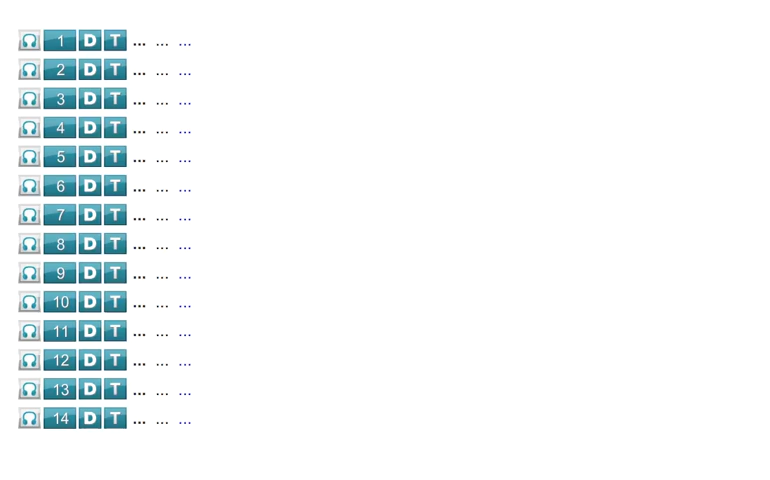 1 D T ... ... ...
2 D T ... ... ...
3 D T ... ... ...
4 D T ... ... ...
5 D T ... ... ...
6 D T ... ... ...
7 D T ... ... ...
8 D T ... ... ...
9 D T ... ... ...
10 D T ... ... ...
11 D T ... ... ...
12 D T ... ... ...
13 D T ... ... ...
14 D T ... ... ...